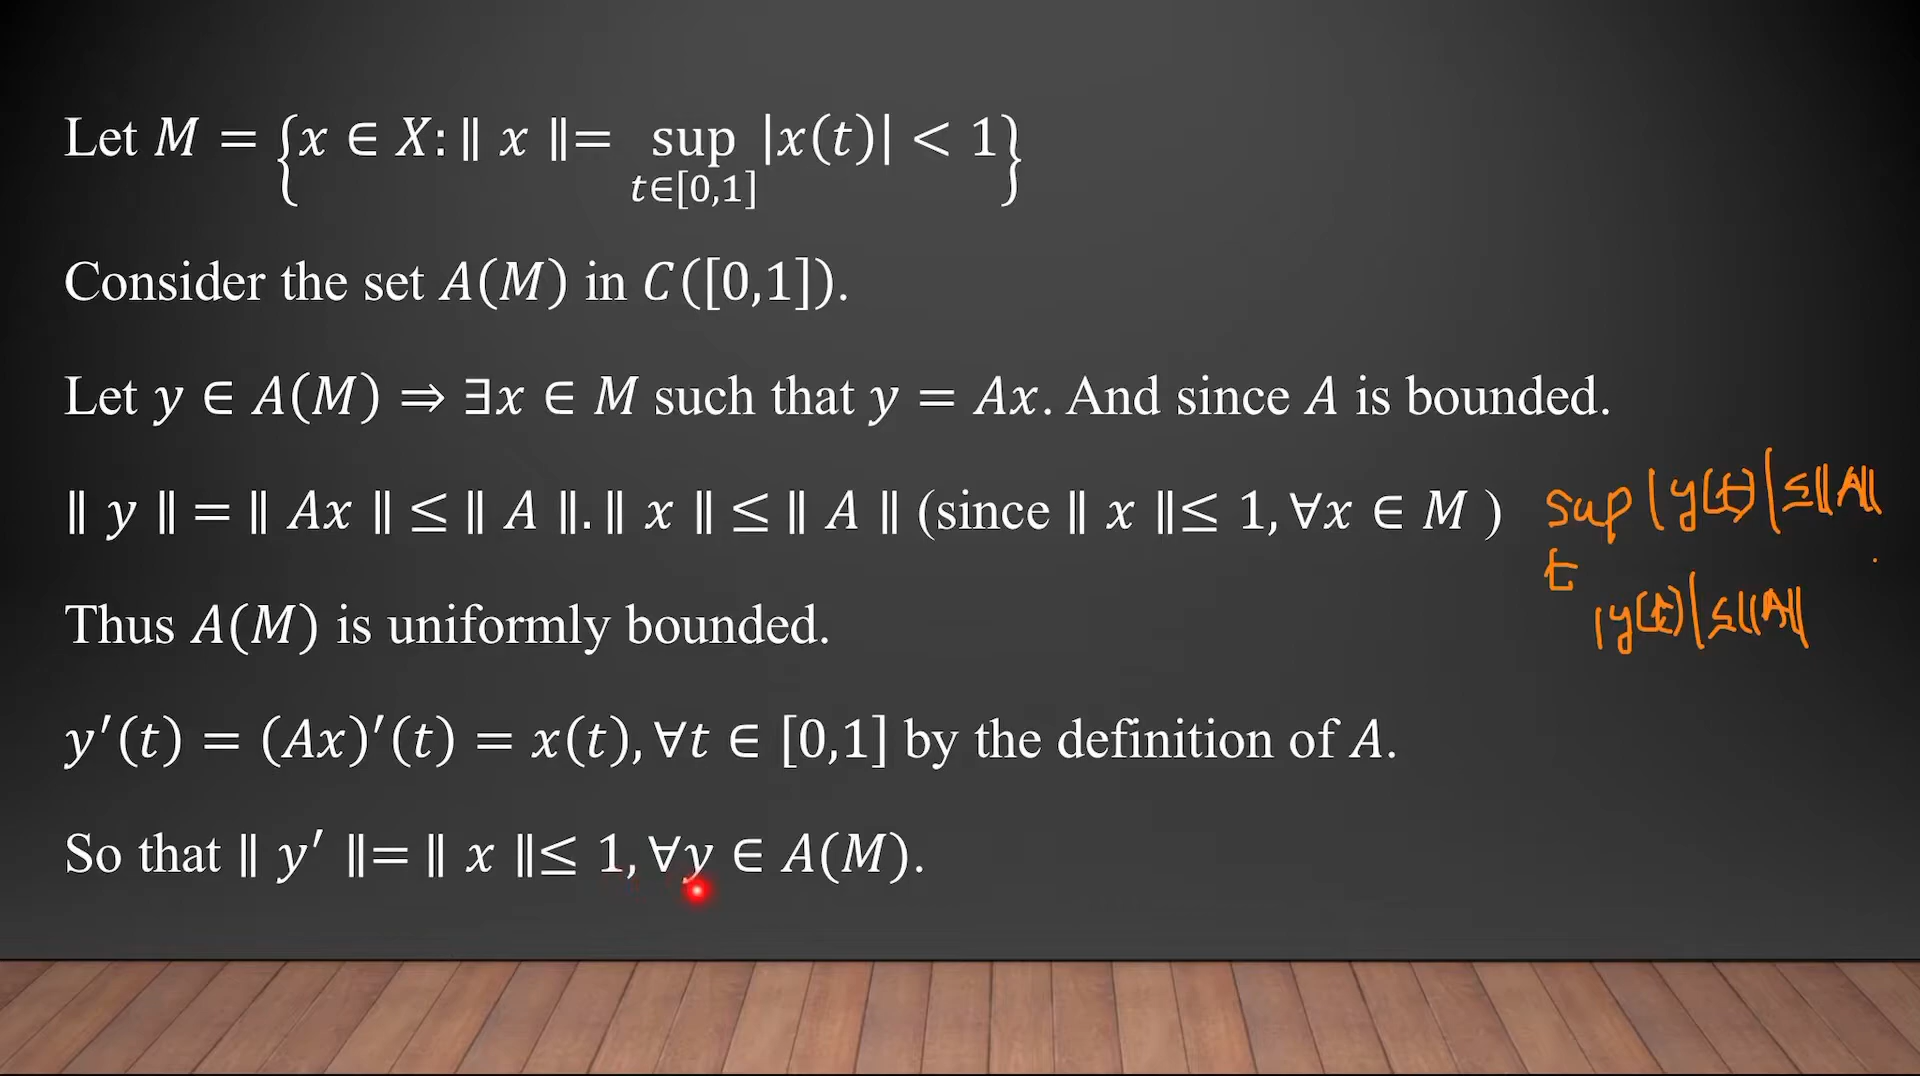 Let M = {x ∈ X: ‖ x ‖= sup |x(t)| < 1}
t∈[0,1]
Consider the set A(M) in C([0,1]).
Let y ∈ A(M) ⇒ ∃x ∈ M such that y = Ax. And since A is bounded.
‖ y ‖ = ‖ Ax ‖ ≤ ‖ A ‖. ‖ x ‖ ≤ ‖ A ‖ (since ‖ x ‖≤ 1, ∀x ∈ M )
sup |y(t)| ≤ ‖A‖
t
|y(t)| ≤ ‖A‖
Thus A(M) is uniformly bounded.
y′(t) = (Ax)′(t) = x(t), ∀t ∈ [0,1] by the definition of A.
So that ‖ y′ ‖= ‖ x ‖≤ 1, ∀y ∈ A(M).